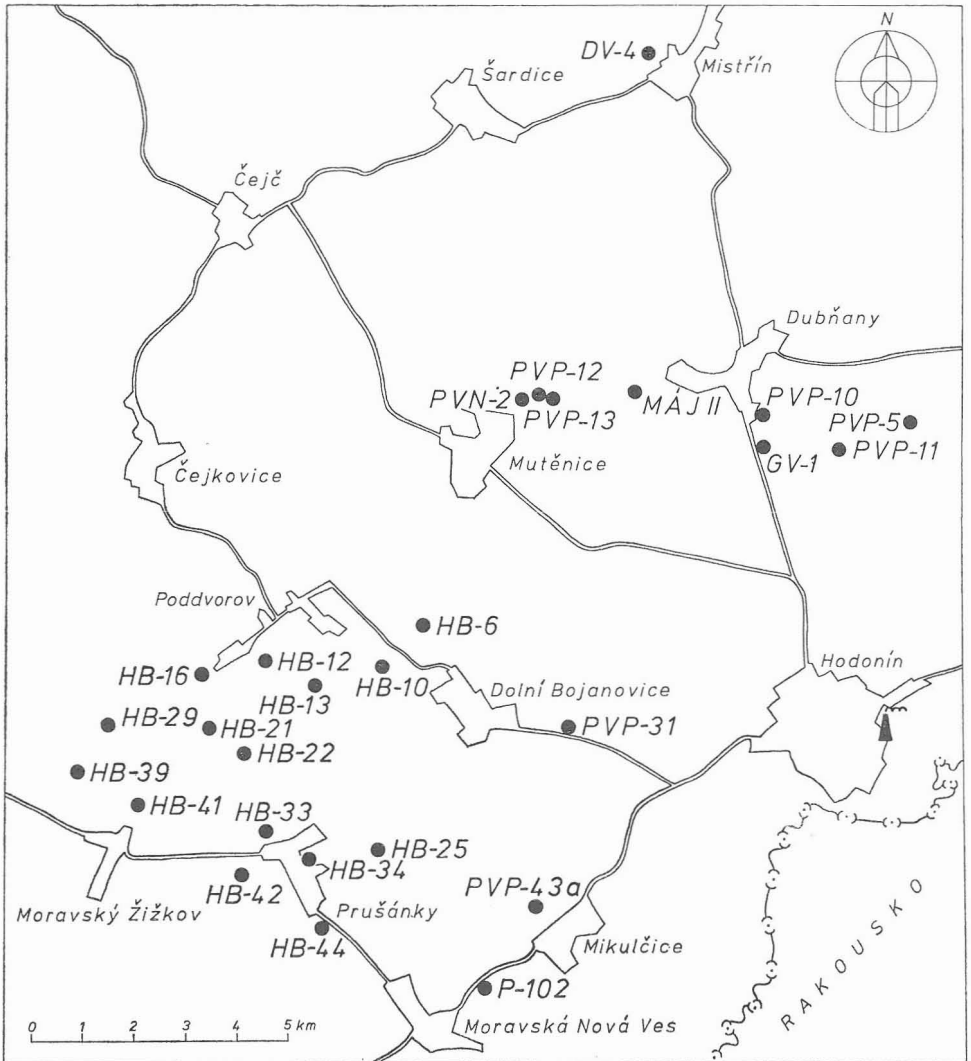 N
DV-4
Mistřín
Šardice
Čejč
Dubňany
PVP-12
PVN-2
PVP-13
MÁJ II
PVP-10
PVP-5
GV-1
PVP-11
Mutěnice
Čejkovice
Poddvorov
HB-6
HB-12
HB-16
HB-10
HB-13
Hodonín
Dolní Bojanovice
HB-29
HB-21
PVP-31
HB-22
HB-39
HB-41
HB-33
HB-25
HB-34
HB-42
PVP-43a
Moravský Žižkov
Prušánky
HB-44
Mikulčice
RAKOUSKO
P-102
Moravská Nová Ves
0 1 2 3 4 5 km